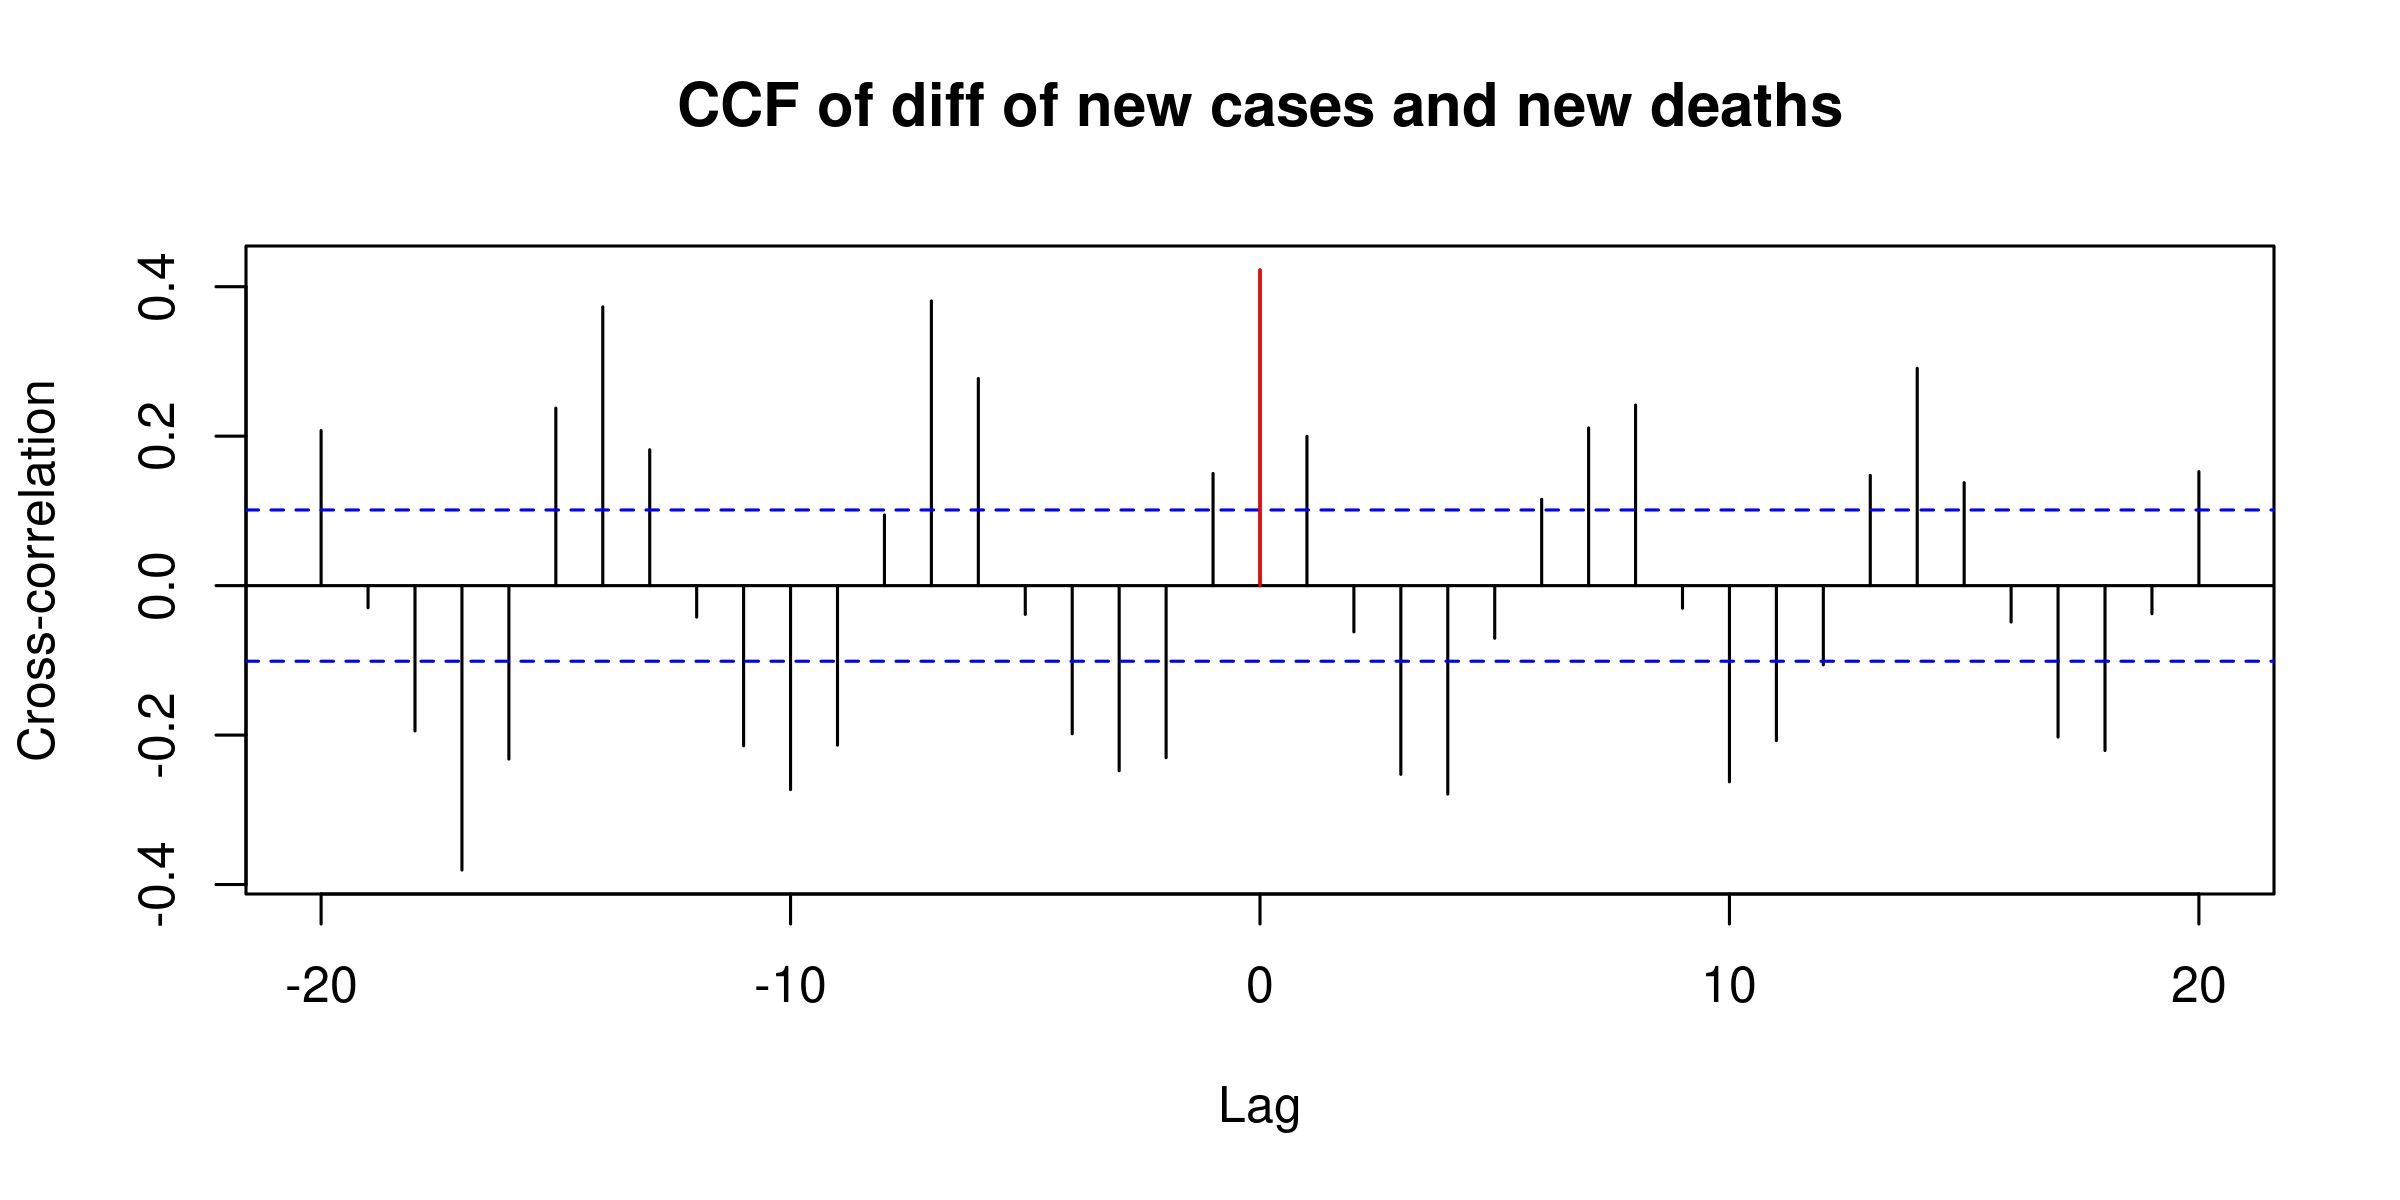 CCF of diff of new cases and new deaths
Cross-correlation
0.4
0.2
0.0
-0.2
-0.4
-20 -10 0 10 20
Lag